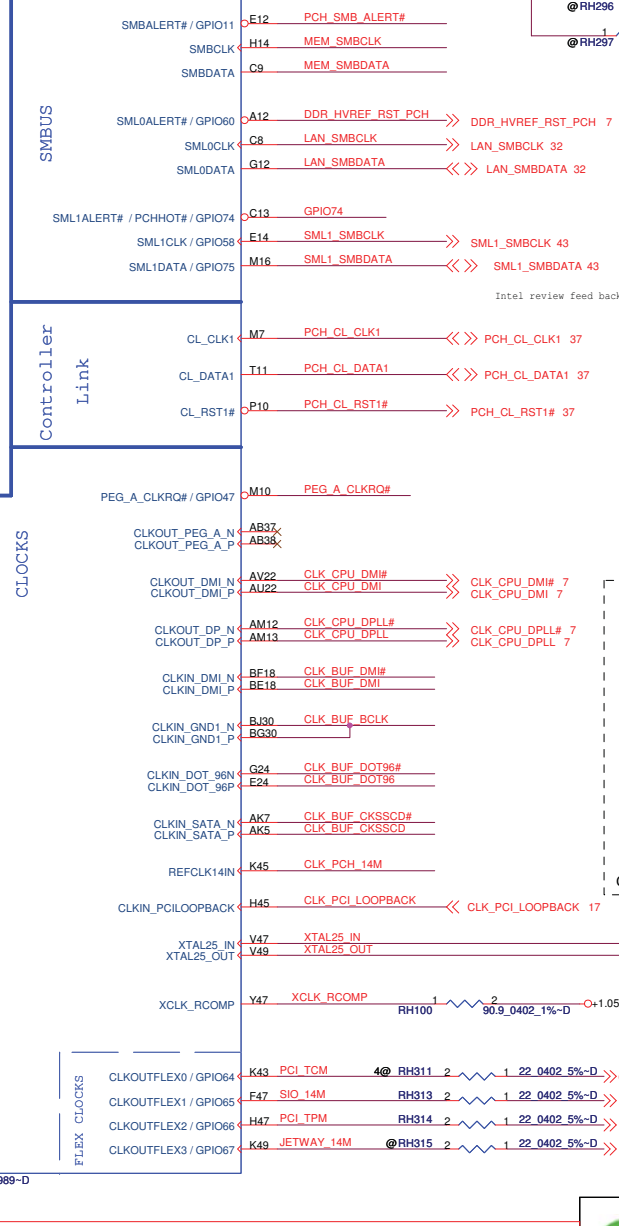 @RH296
1
@RH297
SMBUS
SMBALERT# / GPIO11 E12 PCH_SMB_ALERT#
SMBCLK H14 MEM_SMBCLK
SMBDATA C9 MEM_SMBDATA
SML0ALERT# / GPIO60 A12 DDR_HVREF_RST_PCH DDR_HVREF_RST_PCH 7
SML0CLK C8 LAN_SMBCLK LAN_SMBCLK 32
SML0DATA G12 LAN_SMBDATA LAN_SMBDATA 32
SML1ALERT# / PCHHOT# / GPIO74 C13 GPIO74
SML1CLK / GPIO58 E14 SML1_SMBCLK SML1_SMBCLK 43
SML1DATA / GPIO75 M16 SML1_SMBDATA SML1_SMBDATA 43
Intel review feed back
Controller
Link
CL_CLK1 M7 PCH_CL_CLK1 PCH_CL_CLK1 37
CL_DATA1 T11 PCH_CL_DATA1 PCH_CL_DATA1 37
CL_RST1# P10 PCH_CL_RST1# PCH_CL_RST1# 37
CLOCKS
PEG_A_CLKRQ# / GPIO47 M10 PEG_A_CLKRQ#
CLKOUT_PEG_A_N AB37
CLKOUT_PEG_A_P AB38
CLKOUT_DMI_N AV22 CLK_CPU_DMI# CLK_CPU_DMI# 7
CLKOUT_DMI_P AU22 CLK_CPU_DMI CLK_CPU_DMI 7
CLKOUT_DP_N AM12 CLK_CPU_DPLL# CLK_CPU_DPLL# 7
CLKOUT_DP_P AM13 CLK_CPU_DPLL CLK_CPU_DPLL 7
CLKIN_DMI_N BF18 CLK_BUF_DMI#
CLKIN_DMI_P BE18 CLK_BUF_DMI
CLKIN_GND1_N BJ30 CLK_BUF_BCLK
CLKIN_GND1_P BG30
CLKIN_DOT_96N G24 CLK_BUF_DOT96#
CLKIN_DOT_96P E24 CLK_BUF_DOT96
CLKIN_SATA_N AK7 CLK_BUF_CKSSCD#
CLKIN_SATA_P AK5 CLK_BUF_CKSSCD
REFCLK14IN K45 CLK_PCH_14M
CLKIN_PCILOOPBACK H45 CLK_PCI_LOOPBACK CLK_PCI_LOOPBACK 17
XTAL25_IN V47 XTAL25_IN
XTAL25_OUT V49 XTAL25_OUT
XCLK_RCOMP Y47 XCLK_RCOMP RH100 1 2 90.9_0402_1%~D +1.05
FLEX CLOCKS
CLKOUTFLEX0 / GPIO64 K43 PCI_TCM 4@ RH311 2 1 22_0402_5%~D
CLKOUTFLEX1 / GPIO65 F47 SIO_14M RH313 2 1 22_0402_5%~D
CLKOUTFLEX2 / GPIO66 H47 PCI_TPM RH314 2 1 22_0402_5%~D
CLKOUTFLEX3 / GPIO67 K49 JETWAY_14M @RH315 2 1 22_0402_5%~D
989~D